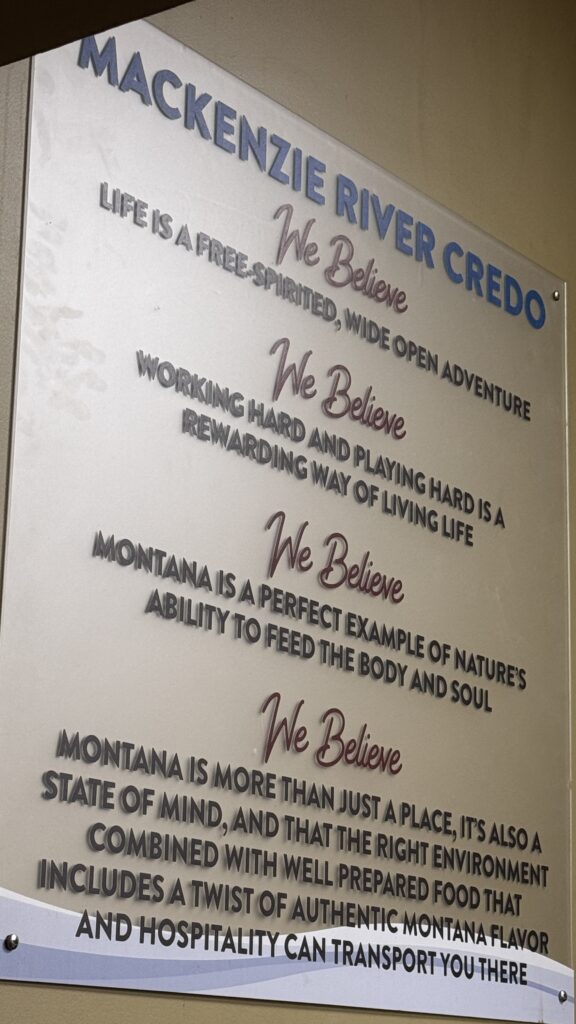 MACKENZIE RIVER CREDO
We Believe
LIFE IS A FREE-SPIRITED, WIDE OPEN ADVENTURE
We Believe
WORKING HARD AND PLAYING HARD IS A
REWARDING WAY OF LIVING LIFE
We Believe
MONTANA IS A PERFECT EXAMPLE OF NATURE'S
ABILITY TO FEED THE BODY AND SOUL
We Believe
MONTANA IS MORE THAN JUST A PLACE, IT'S ALSO A
STATE OF MIND, AND THAT THE RIGHT ENVIRONMENT
COMBINED WITH WELL PREPARED FOOD THAT
INCLUDES A TWIST OF AUTHENTIC MONTANA FLAVOR
AND HOSPITALITY CAN TRANSPORT YOU THERE